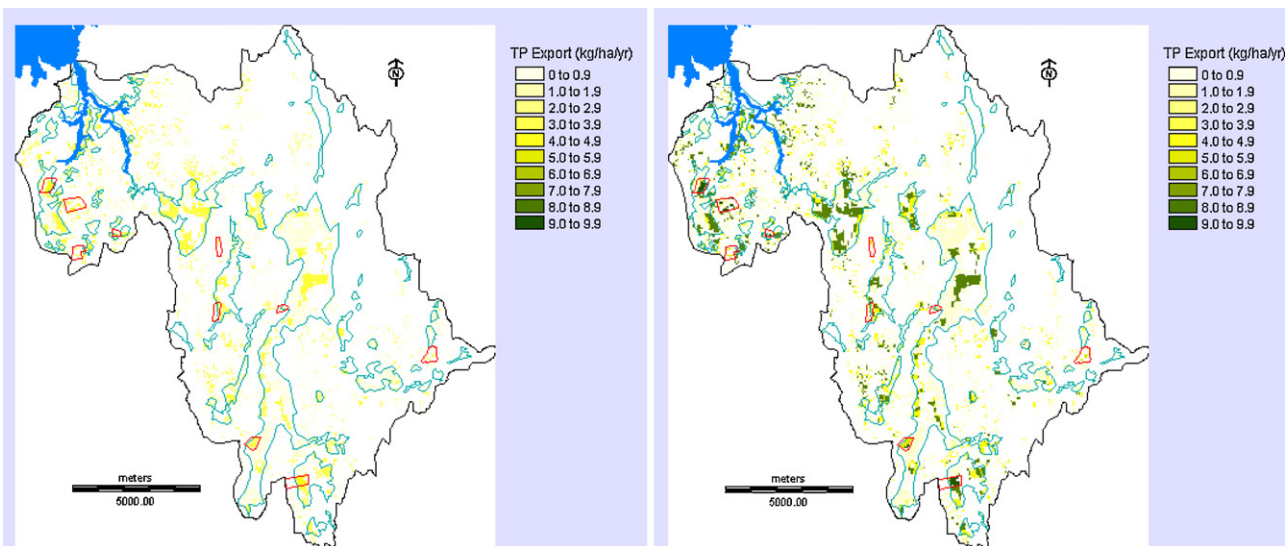 TP Export (kg/ha/yr)
0 to 0.9
1.0 to 1.9
2.0 to 2.9
3.0 to 3.9
4.0 to 4.9
5.0 to 5.9
6.0 to 6.9
7.0 to 7.9
8.0 to 8.9
9.0 to 9.9
N
meters
5000.00
TP Export (kg/ha/yr)
0 to 0.9
1.0 to 1.9
2.0 to 2.9
3.0 to 3.9
4.0 to 4.9
5.0 to 5.9
6.0 to 6.9
7.0 to 7.9
8.0 to 8.9
9.0 to 9.9
N
meters
5000.00